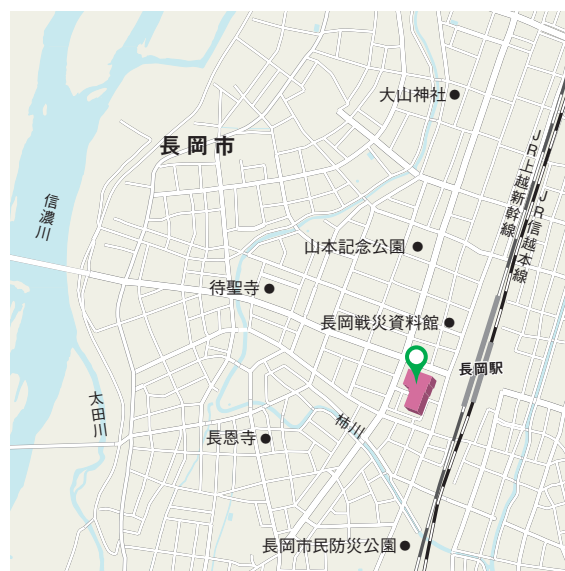 大山神社
長岡市
JR上越新幹線
JR信越本線
信濃川
山本記念公園
待聖寺
長岡戦災資料館
長岡駅
太田川
柿川
長恩寺
長岡市民防災公園